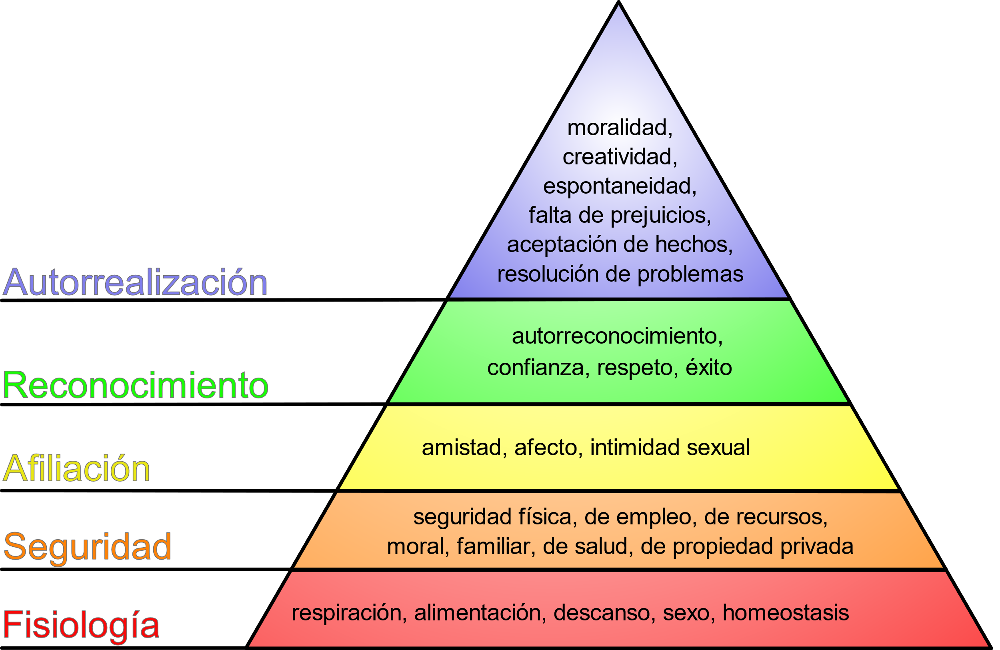 moralidad,
creatividad,
espontaneidad,
falta de prejuicios,
aceptación de hechos,
resolución de problemas
Autorrealización
autorreconocimiento,
confianza, respeto, éxito
Reconocimiento
amistad, afecto, intimidad sexual
Afiliación
seguridad física, de empleo, de recursos,
moral, familiar, de salud, de propiedad privada
Seguridad
respiración, alimentación, descanso, sexo, homeostasis
Fisiología